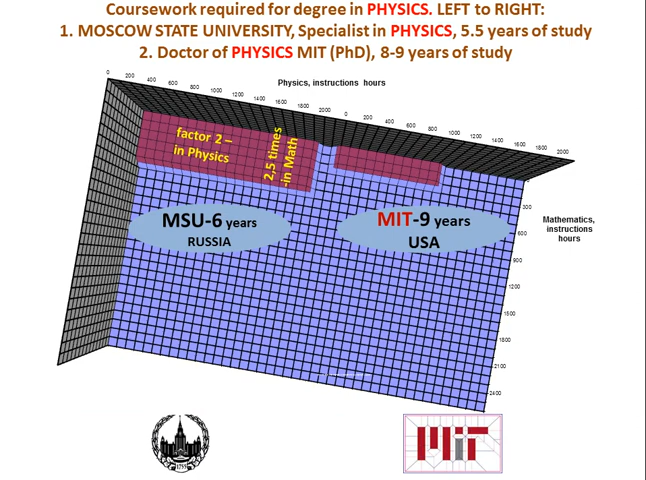 Coursework required for degree in PHYSICS. LEFT to RIGHT:
1. MOSCOW STATE UNIVERSITY, Specialist in PHYSICS, 5.5 years of study
2. Doctor of PHYSICS MIT (PhD), 8-9 years of study
Physics, instructions hours
0 200 400 600 800 1000 1200 1400 1600 1800 2000 0 200 400 600 800 1000 1200 1400 1600 1800 2000
factor 2 –
in Physics
2,5 times
-in Math
MSU-6 years
RUSSIA
MIT-9 years
USA
Mathematics,
instructions
hours
300
600
900
1200
1500
1800
2100
2400
1755
MIT